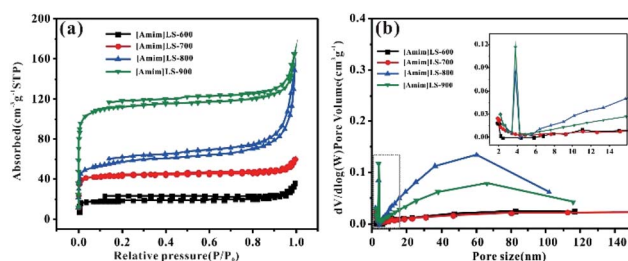 (a)
[Amim]LS-600
[Amim]LS-700
[Amim]LS-800
[Amim]LS-900
Absorbed(cm³g⁻¹STP)
200
160
120
80
40
0
0.0 0.2 0.4 0.6 0.8 1.0
Relative pressure(P/P₀)
(b)
[Amim]LS-600
[Amim]LS-700
[Amim]LS-800
[Amim]LS-900
dV/dlog(W)Pore Volume(cm³g⁻¹)
0.4
0.3
0.2
0.1
0.0
0.12
0.09
0.06
0.03
0.00
2 4 6 8 10 12 14
0 20 40 60 80 100 120 140
Pore size(nm)